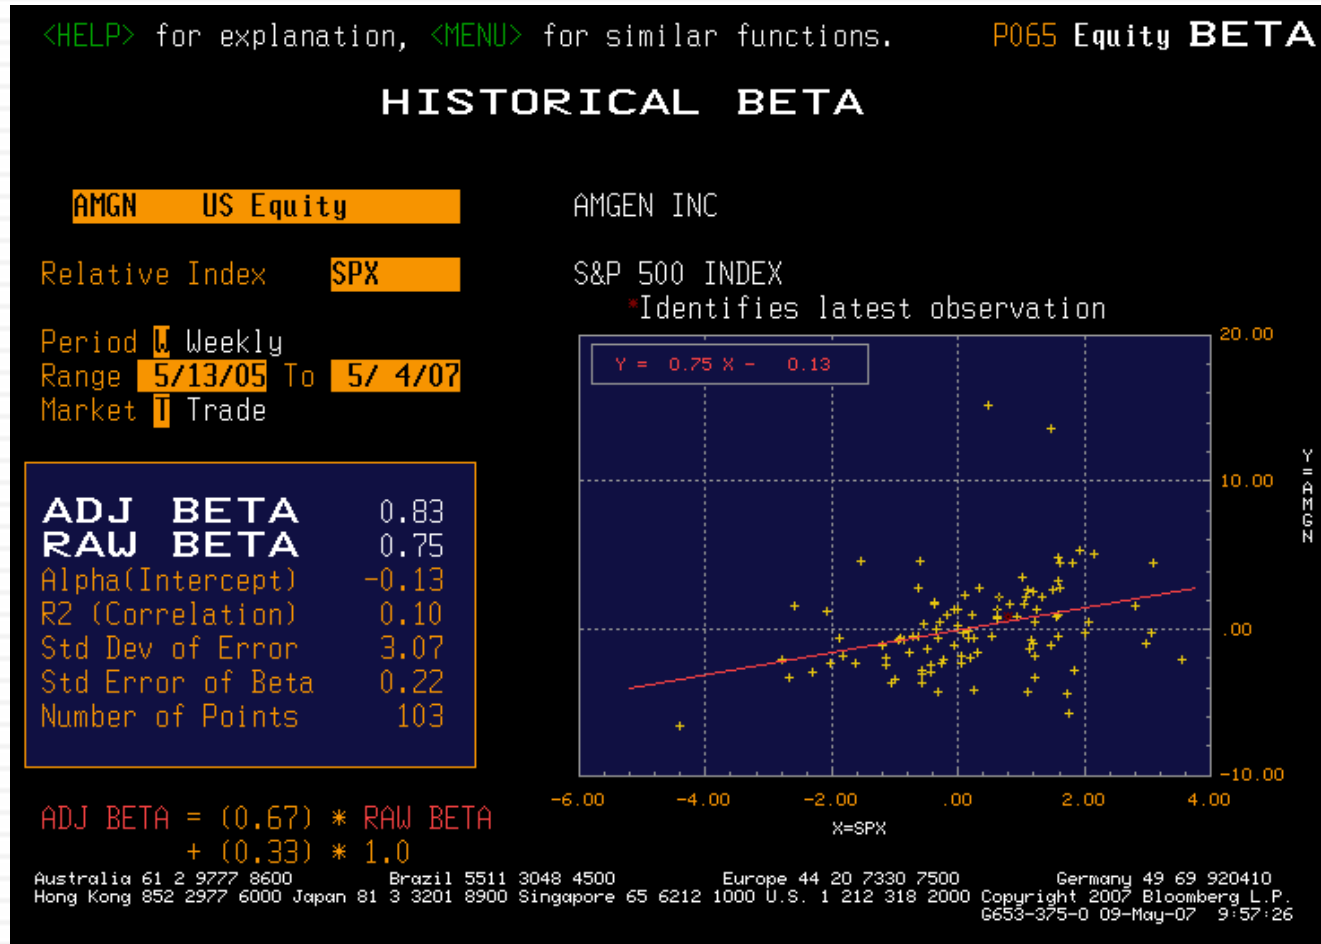 <HELP> for explanation, <MENU> for similar functions. P065 Equity BETA
HISTORICAL BETA
AMGN US Equity AMGEN INC
Relative Index SPX S&P 500 INDEX
*Identifies latest observation
Period W Weekly
Range 5/13/05 To 5/ 4/07
Market T Trade
ADJ BETA 0.83
RAW BETA 0.75
Alpha(Intercept) -0.13
R2 (Correlation) 0.10
Std Dev of Error 3.07
Std Error of Beta 0.22
Number of Points 103
ADJ BETA = (0.67) * RAW BETA
+ (0.33) * 1.0
Y = 0.75 X - 0.13
20.00
10.00
.00
-10.00
Y=AMGN
-6.00 -4.00 -2.00 .00 2.00 4.00
X=SPX
Australia 61 2 9777 8600 Brazil 5511 3048 4500 Europe 44 20 7330 7500 Germany 49 69 920410
Hong Kong 852 2977 6000 Japan 81 3 3201 8900 Singapore 65 6212 1000 U.S. 1 212 318 2000 Copyright 2007 Bloomberg L.P.
G653-375-0 09-May-07 9:57:26